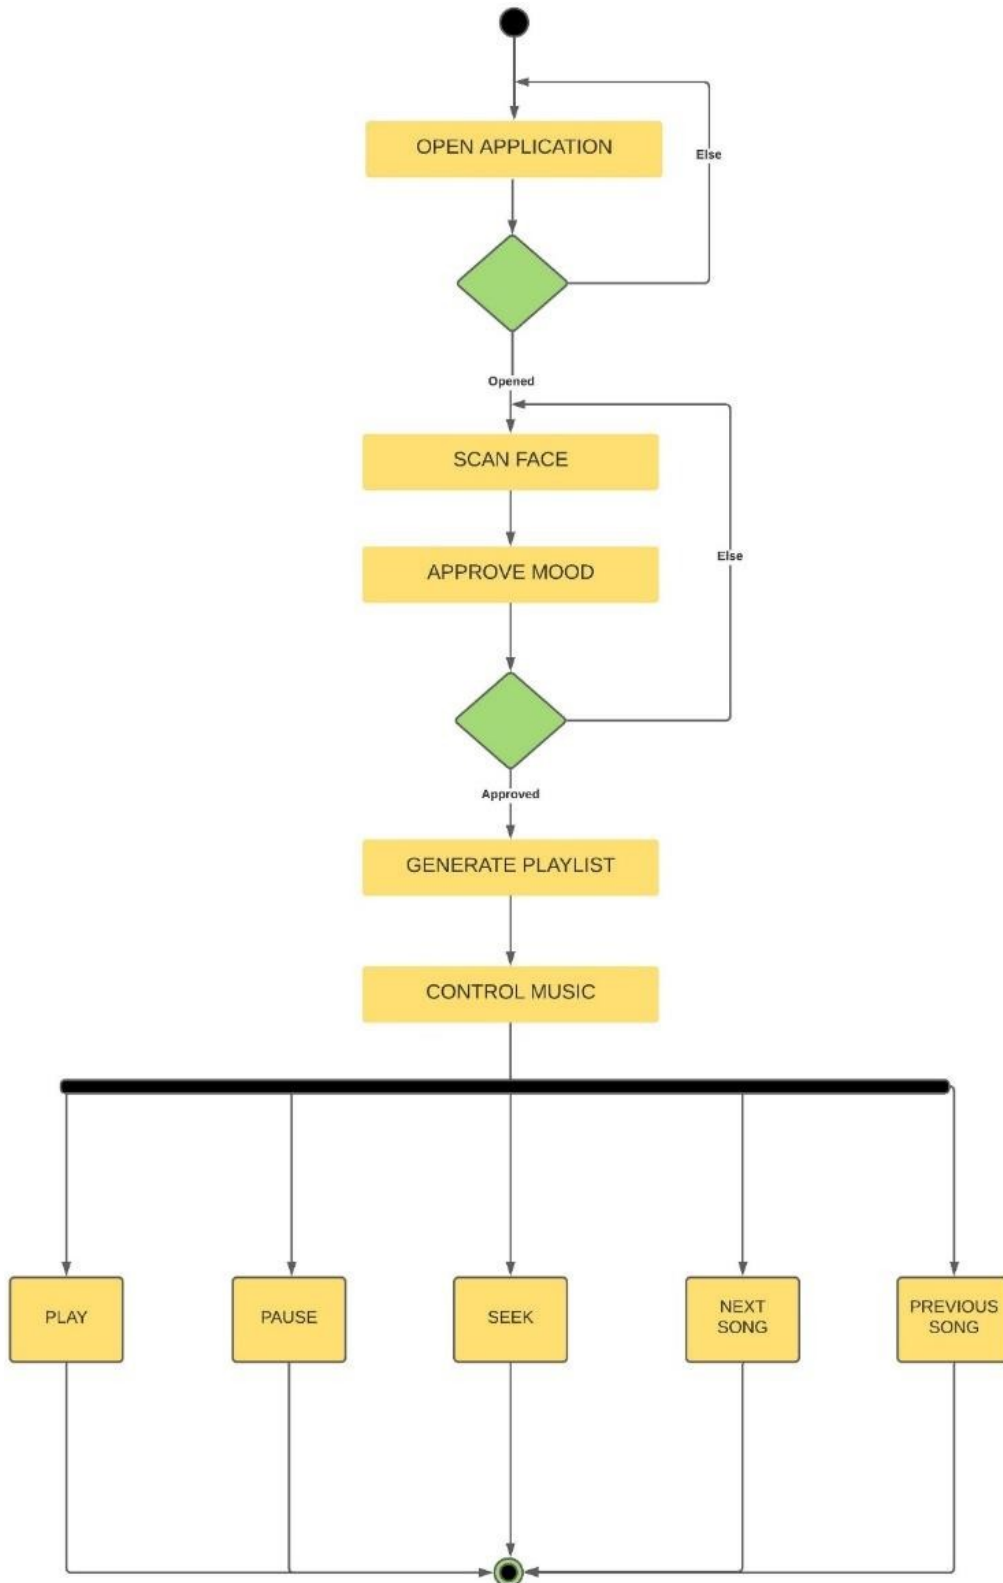 OPEN APPLICATION
Else
Opened
SCAN FACE
Else
APPROVE MOOD
Approved
GENERATE PLAYLIST
CONTROL MUSIC
PLAY
PAUSE
SEEK
NEXT
SONG
PREVIOUS
SONG